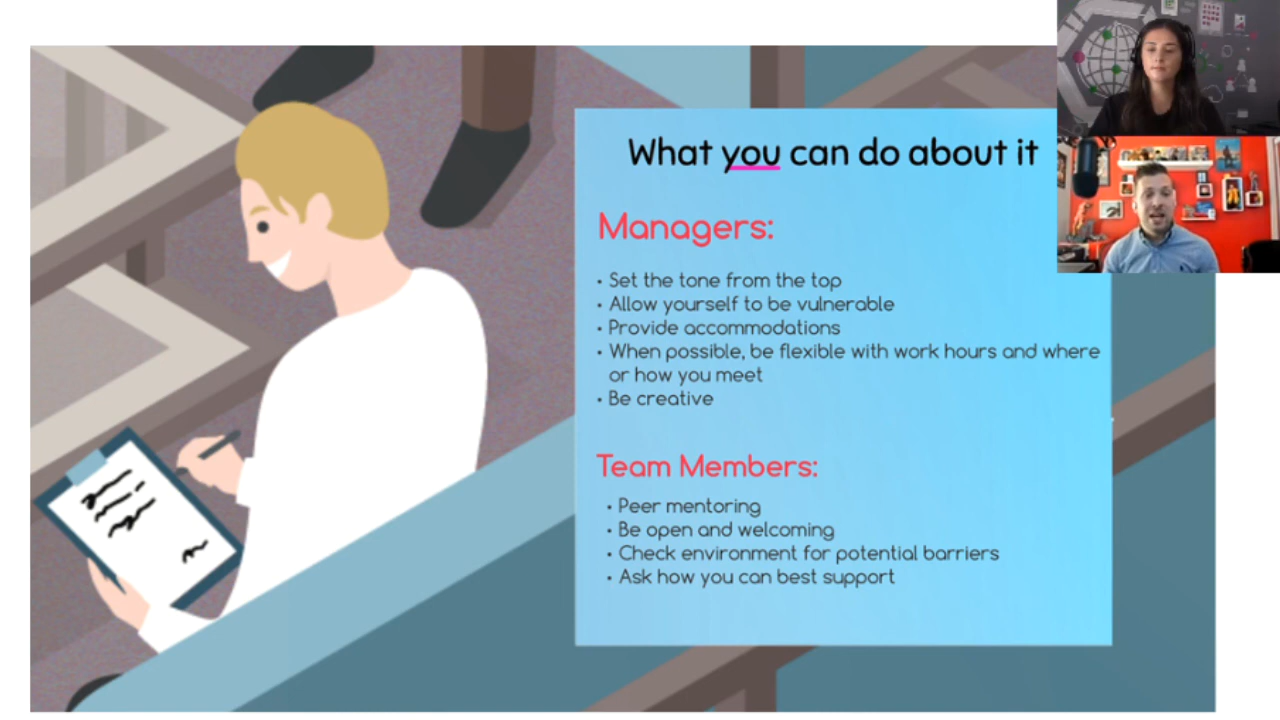 What you can do about it
Managers:
• Set the tone from the top
• Allow yourself to be vulnerable
• Provide accommodations
• When possible, be flexible with work hours and where
or how you meet
• Be creative
Team Members:
• Peer mentoring
• Be open and welcoming
• Check environment for potential barriers
• Ask how you can best support